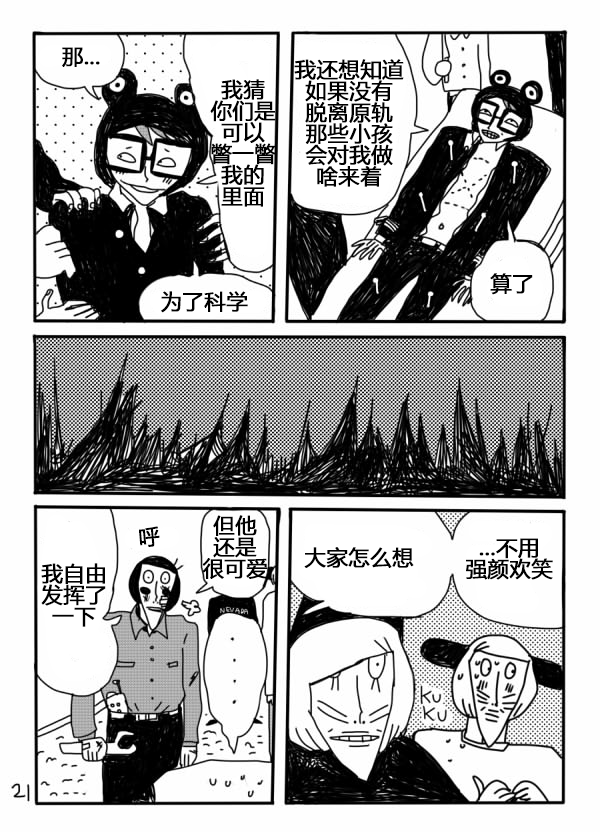 那...
我猜
你们是
可以
瞥一瞥
我的
里面
为了科学
我还想知道
如果没有
脱离原轨
那些小孩
会对我做
啥来着
算了
呼
我自由
发挥了
一下
但他
还是
很可爱
NEVADA
....
大家怎么想
...不用
强颜欢笑
KU
KU
21